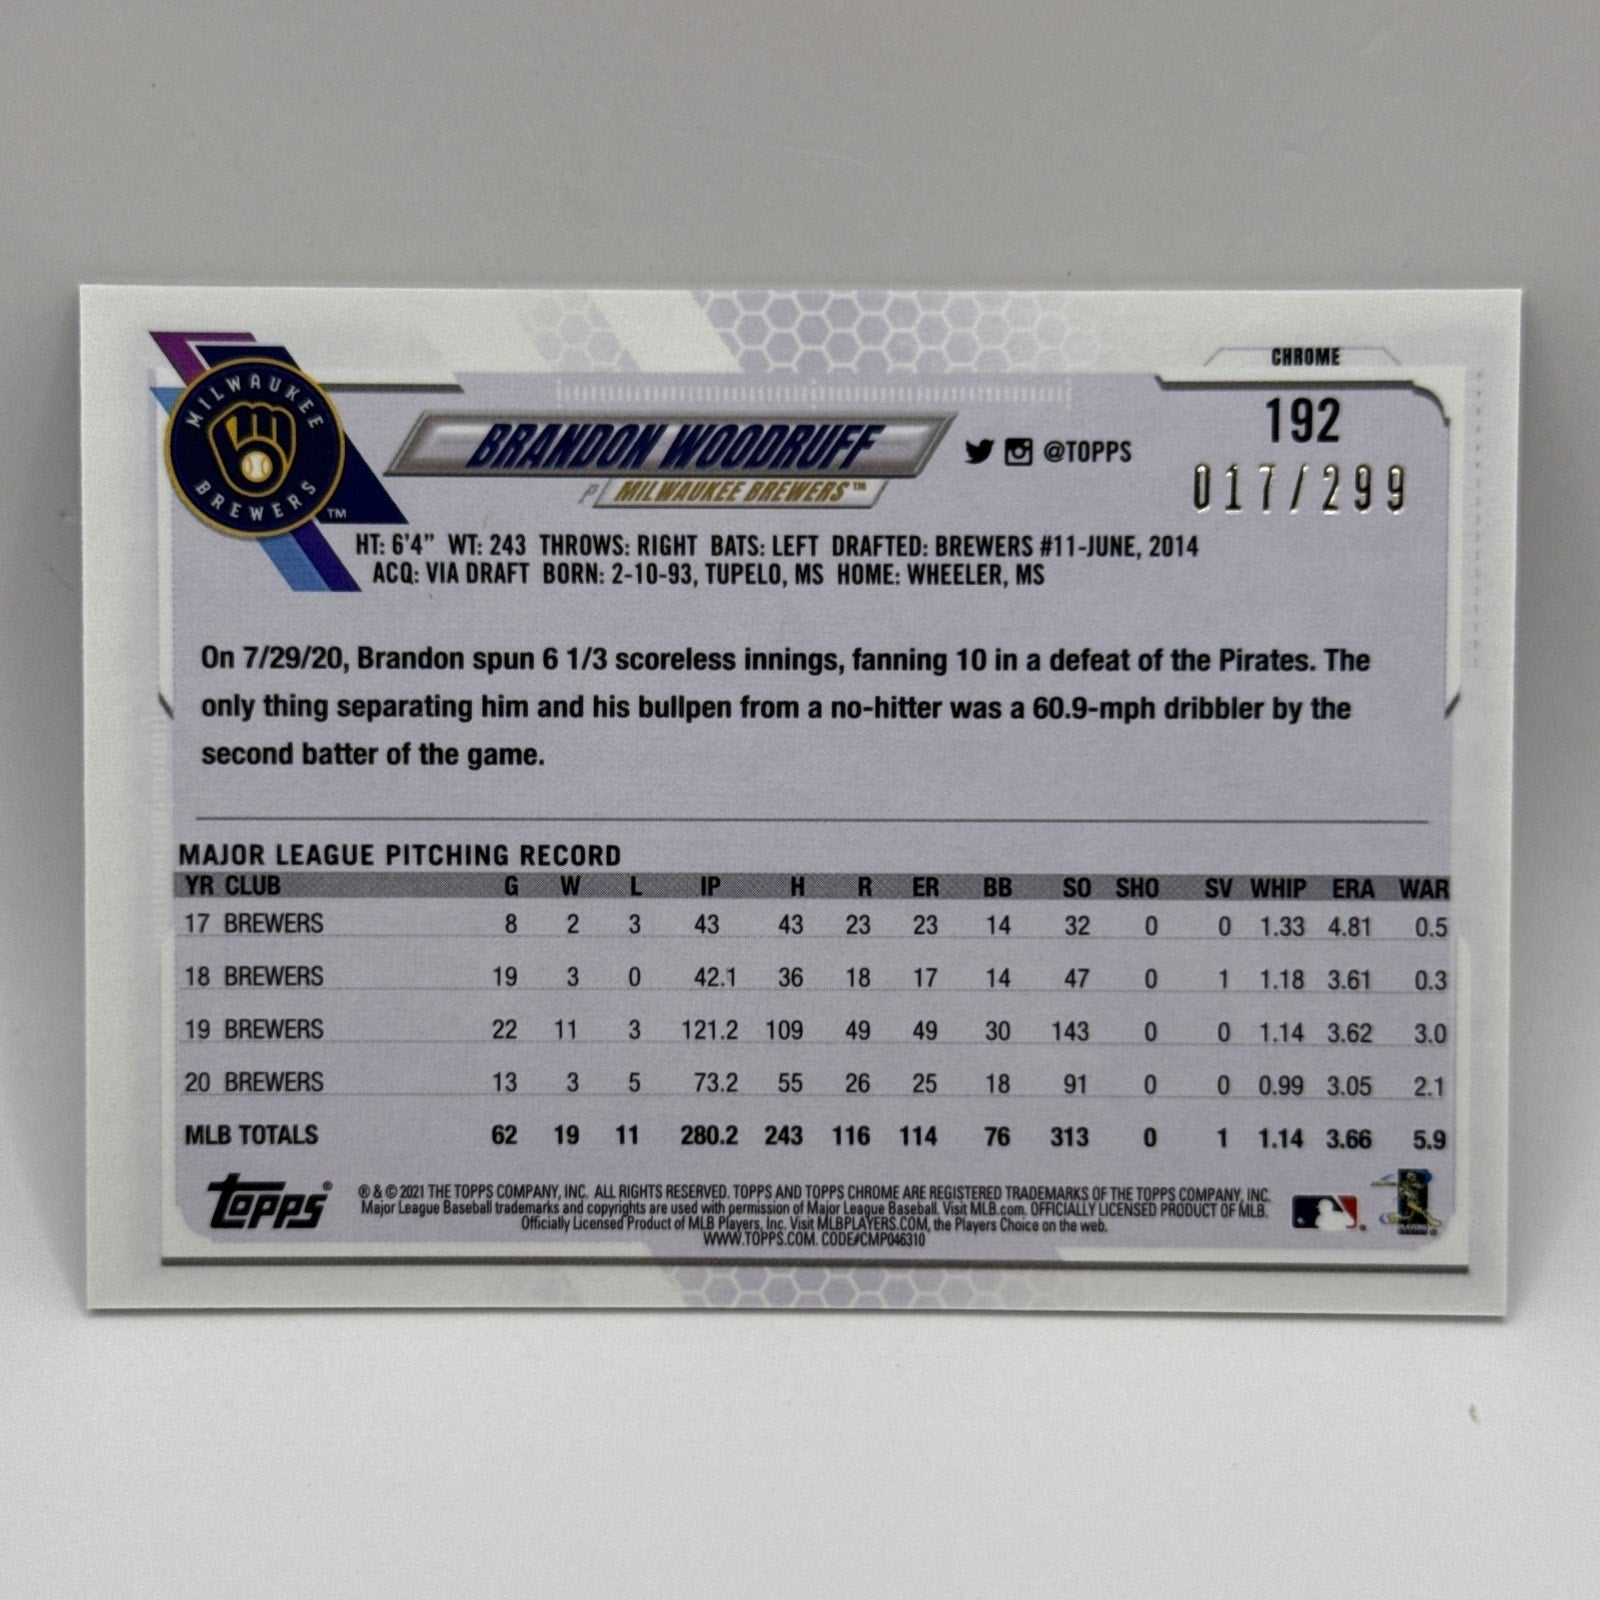 MILWAUKEE
BREWERS
TM
CHROME
BRANDON WOODRUFF
@TOPPS
192
P MILWAUKEE BREWERS™
017/299
HT: 6'4" WT: 243 THROWS: RIGHT BATS: LEFT DRAFTED: BREWERS #11-JUNE, 2014
ACQ: VIA DRAFT BORN: 2-10-93, TUPELO, MS HOME: WHEELER, MS
On 7/29/20, Brandon spun 6 1/3 scoreless innings, fanning 10 in a defeat of the Pirates. The
only thing separating him and his bullpen from a no-hitter was a 60.9-mph dribbler by the
second batter of the game.
MAJOR LEAGUE PITCHING RECORD
YR CLUB G W L IP H R ER BB SO SHO SV WHIP ERA WAR
17 BREWERS 8 2 3 43 43 23 23 14 32 0 0 1.33 4.81 0.5
18 BREWERS 19 3 0 42.1 36 18 17 14 47 0 1 1.18 3.61 0.3
19 BREWERS 22 11 3 121.2 109 49 49 30 143 0 0 1.14 3.62 3.0
20 BREWERS 13 3 5 73.2 55 26 25 18 91 0 0 0.99 3.05 2.1
MLB TOTALS 62 19 11 280.2 243 116 114 76 313 0 1 1.14 3.66 5.9
Topps®
® & © 2021 THE TOPPS COMPANY, INC. ALL RIGHTS RESERVED. TOPPS AND TOPPS CHROME ARE REGISTERED TRADEMARKS OF THE TOPPS COMPANY, INC.
Major League Baseball trademarks and copyrights are used with permission of Major League Baseball. Visit MLB.com. OFFICIALLY LICENSED PRODUCT OF MLB.
Officially Licensed Product of MLB Players, Inc. Visit MLBPLAYERS.COM, the Players Choice on the web.
WWW.TOPPS.COM. CODE#CMP046310